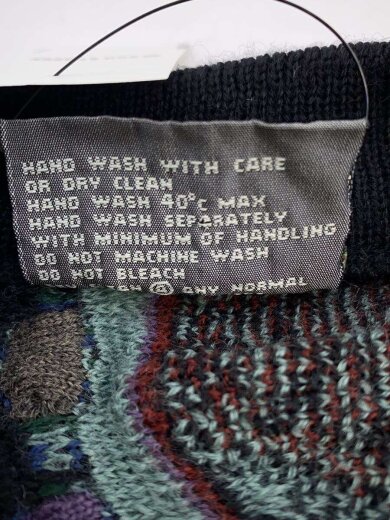 HAND WASH WITH CARE
OR DRY CLEAN
HAND WASH 40°C MAX
HAND WASH SEPARATELY
WITH MINIMUM OF HANDLING
DO NOT MACHINE WASH
DO NOT BLEACH
ANY NORMAL